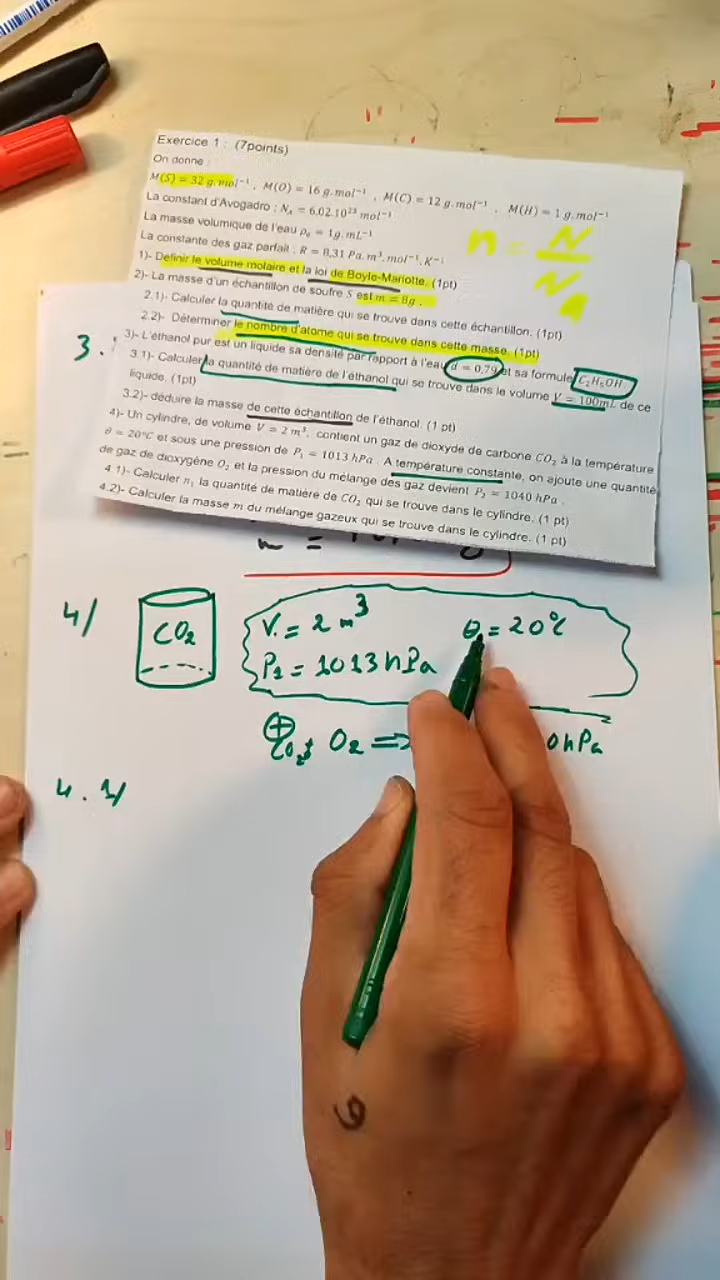 Exercice 1 : (7points)
On donne :
M(S) = 32 g.mol⁻¹ , M(O) = 16 g.mol⁻¹ , M(C) = 12 g.mol⁻¹ , M(H) = 1 g.mol⁻¹
La constant d'Avogadro : Nₐ = 6.02.10²³ mol⁻¹
La masse volumique de l'eau ρₑ = 1g.mL⁻¹
La constante des gaz parfait : R = 8,31 Pa.m³.mol⁻¹.K⁻¹
n = N / N_A
1)- Définir le volume molaire et la loi de Boyle-Mariotte. (1pt)
2)- La masse d'un échantillon de soufre S est m = 8g .
2.1)- Calculer la quantité de matière qui se trouve dans cette échantillon. (1pt)
2.2)- Déterminer le nombre d'atome qui se trouve dans cette masse. (1pt)
3)- L'éthanol pur est un liquide sa densité par rapport à l'eau d = 0,79 et sa formule C₂H₅OH
3.1)- Calculer la quantité de matière de l'éthanol qui se trouve dans le volume V = 100mL de ce
liquide. (1pt)
3.2)- déduire la masse de cette échantillon de l'éthanol. (1 pt)
4)- Un cylindre, de volume V = 2 m³, contient un gaz de dioxyde de carbone CO₂ à la température
θ = 20°C et sous une pression de P₁ = 1013 hPa . A température constante, on ajoute une quantité
de gaz de dioxygène O₂ et la pression du mélange des gaz devient P₂ = 1040 hPa .
4.1)- Calculer n₁ la quantité de matière de CO₂ qui se trouve dans le cylindre. (1 pt)
4.2)- Calculer la masse m du mélange gazeux qui se trouve dans le cylindre. (1 pt)
3.
m =
4/ CO₂ V = 2 m³ θ = 20°C
P₁ = 1013 hPa
⊕ O₂ ⇒ 0 hPa
4.1/